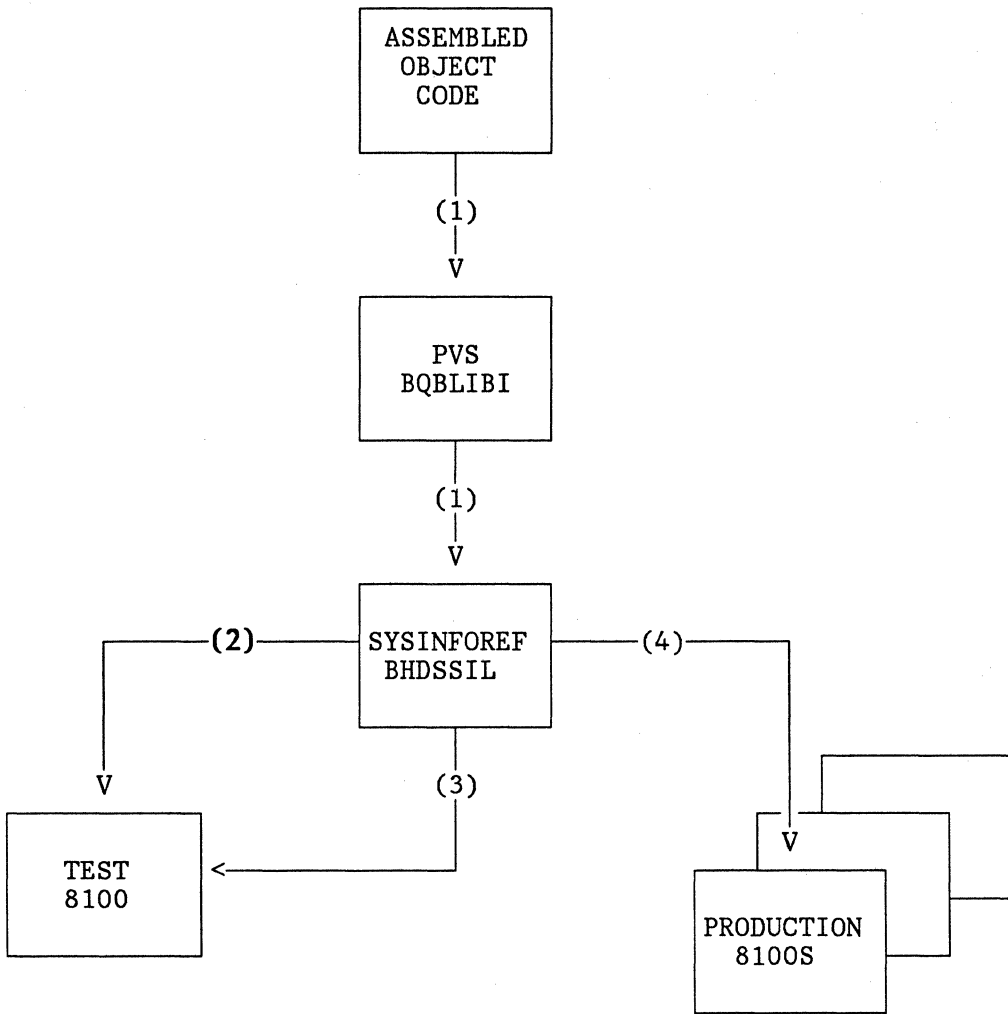 ASSEMBLED
OBJECT
CODE
(1)
V
PVS
BQBLIBI
(1)
V
SYSINFOREF
BHDSSIL
(2)
(4)
V
(3)
V
<
TEST
8100
PRODUCTION
8100S